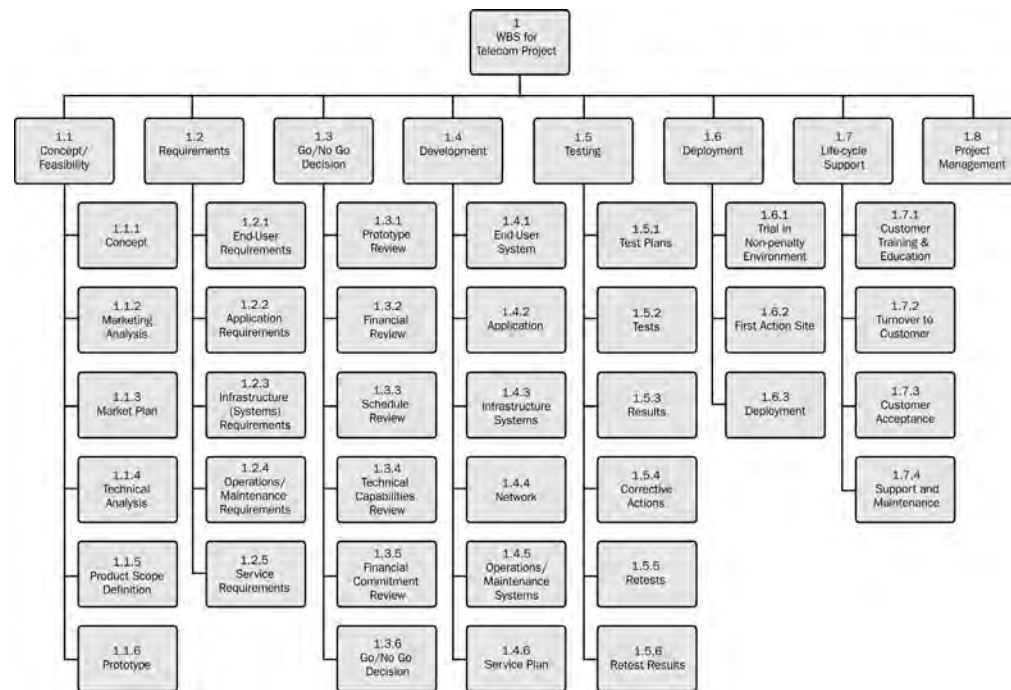 1
WBS for
Telecom Project
1.1
Concept/
Feasibility
1.2
Requirements
1.3
Go/No Go
Decision
1.4
Development
1.5
Testing
1.6
Deployment
1.7
Life-cycle
Support
1.8
Project
Management
1.1.1
Concept
1.1.2
Marketing
Analysis
1.1.3
Market Plan
1.1.4
Technical
Analysis
1.1.5
Product Scope
Definition
1.1.6
Prototype
1.2.1
End-User
Requirements
1.2.2
Application
Requirements
1.2.3
Infrastructure
(Systems)
Requirements
1.2.4
Operations/
Maintenance
Requirements
1.2.5
Service
Requirements
1.3.1
Prototype
Review
1.3.2
Financial
Review
1.3.3
Schedule
Review
1.3.4
Technical
Capabilities
Review
1.3.5
Financial
Commitment
Review
1.3.6
Go/No Go
Decision
1.4.1
End-User
System
1.4.2
Application
1.4.3
Infrastructure
Systems
1.4.4
Network
1.4.5
Operations/
Maintenance
Systems
1.4.6
Service Plan
1.5.1
Test Plans
1.5.2
Tests
1.5.3
Results
1.5.4
Corrective
Actions
1.5.5
Retests
1.5.6
Retest Results
1.6.1
Trial in
Non-penalty
Environment
1.6.2
First Action Site
1.6.3
Deployment
1.7.1
Customer
Training &
Education
1.7.2
Turnover to
Customer
1.7.3
Customer
Acceptance
1.7.4
Support and
Maintenance